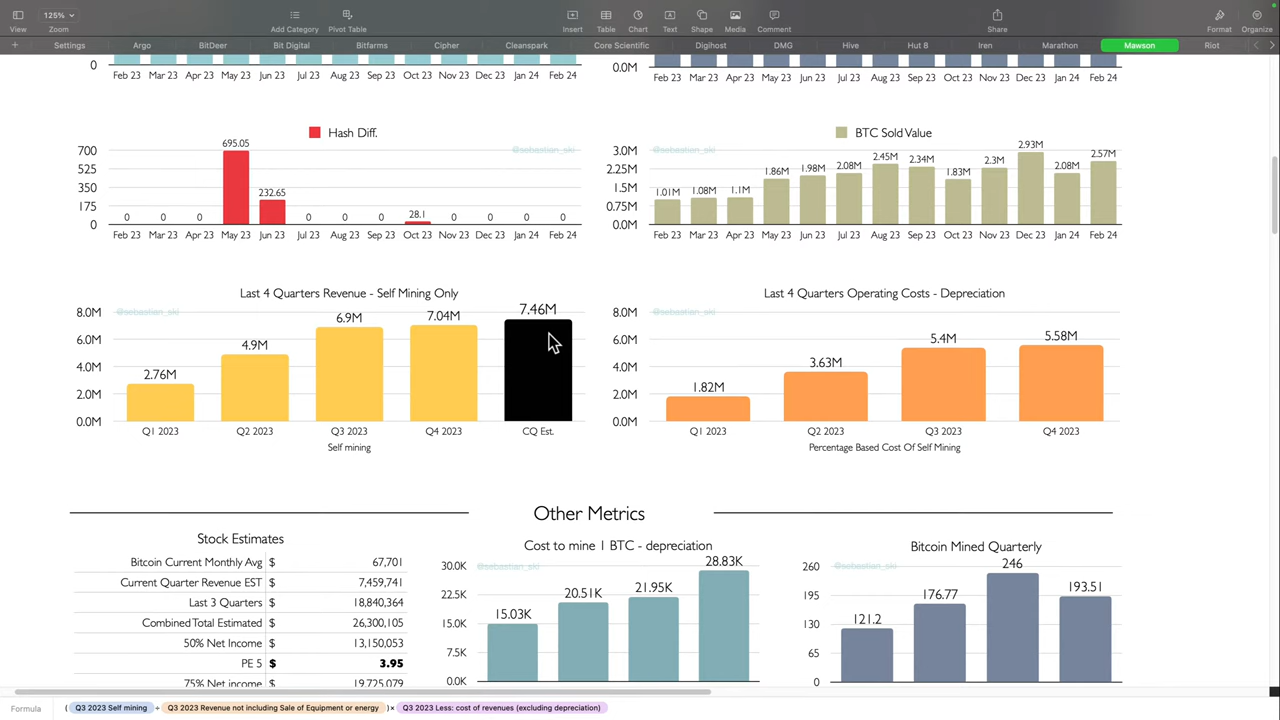 125%
View
Zoom
Add Category
Pivot Table
Insert
Table
Chart
Text
Shape
Media
Comment
Share
Format
Organize
+
Settings
Argo
BitDeer
Bit Digital
Bitfarms
Cipher
Cleanspark
Core Scientific
Digihost
DMG
Hive
Hut 8
Iren
Marathon
Mawson
Riot
0
Feb 23 Mar 23 Apr 23 May 23 Jun 23 Jul 23 Aug 23 Sep 23 Oct 23 Nov 23 Dec 23 Jan 24 Feb 24
0.0M
Feb 23 Mar 23 Apr 23 May 23 Jun 23 Jul 23 Aug 23 Sep 23 Oct 23 Nov 23 Dec 23 Jan 24 Feb 24
Hash Diff.
@sebastian_ski
700
525
350
175
0
0 0 0 695.05 232.65 0 0 0 28.1 0 0 0 0
Feb 23 Mar 23 Apr 23 May 23 Jun 23 Jul 23 Aug 23 Sep 23 Oct 23 Nov 23 Dec 23 Jan 24 Feb 24
BTC Sold Value
@sebastian_ski
3.0M
2.25M
1.5M
0.75M
0.0M
1.01M 1.08M 1.1M 1.86M 1.98M 2.08M 2.45M 2.34M 1.83M 2.3M 2.93M 2.08M 2.57M
Feb 23 Mar 23 Apr 23 May 23 Jun 23 Jul 23 Aug 23 Sep 23 Oct 23 Nov 23 Dec 23 Jan 24 Feb 24
Last 4 Quarters Revenue - Self Mining Only
@sebastian_ski
8.0M
6.0M
4.0M
2.0M
0.0M
2.76M 4.9M 6.9M 7.04M 7.46M
Q1 2023 Q2 2023 Q3 2023 Q4 2023 CQ Est.
Self mining
Last 4 Quarters Operating Costs - Depreciation
@sebastian_ski
8.0M
6.0M
4.0M
2.0M
0.0M
1.82M 3.63M 5.4M 5.58M
Q1 2023 Q2 2023 Q3 2023 Q4 2023
Percentage Based Cost Of Self Mining
Other Metrics
Stock Estimates
Bitcoin Current Monthly Avg $ 67,701
Current Quarter Revenue EST $ 7,459,741
Last 3 Quarters $ 18,840,364
Combined Total Estimated $ 26,300,105
50% Net Income $ 13,150,053
PE 5 $ 3.95
75% Net income $ 19,725,079
Cost to mine 1 BTC - depreciation
@sebastian_ski
30.0K
22.5K
15.0K
7.5K
0.0K
15.03K 20.51K 21.95K 28.83K
Bitcoin Mined Quarterly
@sebastian_ski
260
195
130
65
0
121.2 176.77 246 193.51
Formula
( Q3 2023 Self mining ÷ Q3 2023 Revenue not including Sale of Equipment or energy ) × Q3 2023 Less: cost of revenues (excluding depreciation)